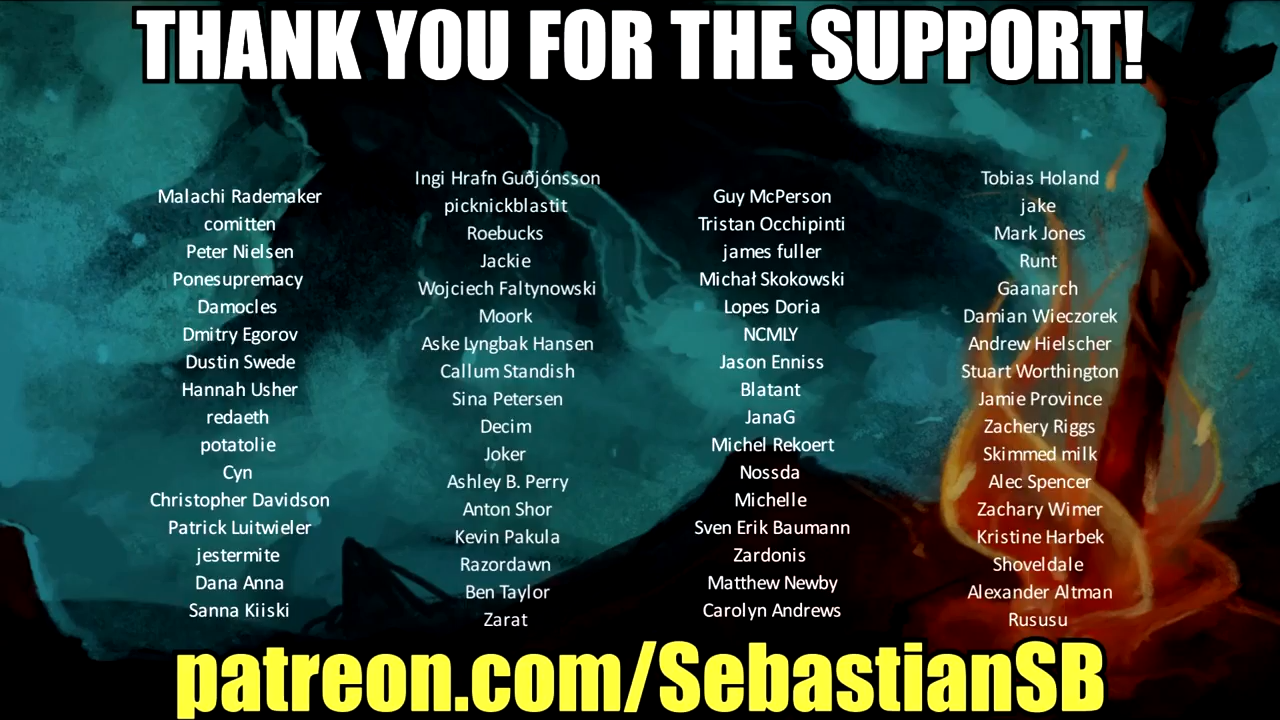 THANK YOU FOR THE SUPPORT!
Malachi Rademaker
comitten
Peter Nielsen
Ponesupremacy
Damocles
Dmitry Egorov
Dustin Swede
Hannah Usher
redaeth
potatolie
Cyn
Christopher Davidson
Patrick Luitwieler
jestermite
Dana Anna
Sanna Kiiski
Ingi Hrafn Guðjónsson
picknickblastit
Roebucks
Jackie
Wojciech Faltynowski
Moork
Aske Lyngbak Hansen
Callum Standish
Sina Petersen
Decim
Joker
Ashley B. Perry
Anton Shor
Kevin Pakula
Razordawn
Ben Taylor
Zarat
Guy McPerson
Tristan Occhipinti
james fuller
Michał Skokowski
Lopes Doria
NCMLY
Jason Enniss
Blatant
JanaG
Michel Rekoert
Nossda
Michelle
Sven Erik Baumann
Zardonis
Matthew Newby
Carolyn Andrews
Tobias Holand
jake
Mark Jones
Runt
Gaanarch
Damian Wieczorek
Andrew Hielscher
Stuart Worthington
Jamie Province
Zachery Riggs
Skimmed milk
Alec Spencer
Zachary Wimer
Kristine Harbek
Shoveldale
Alexander Altman
Rususu
patreon.com/SebastianSB